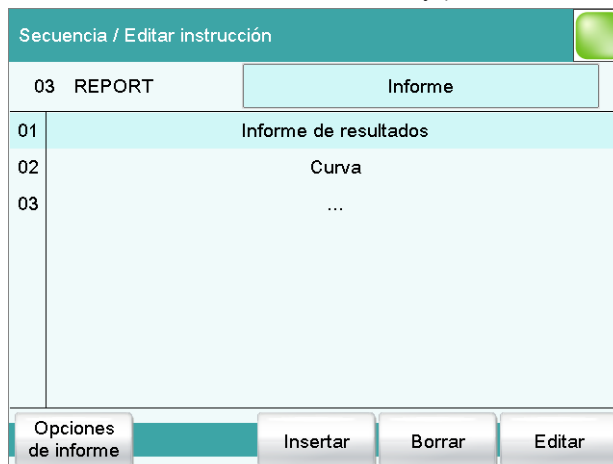 Secuencia / Editar instrucción
03 REPORT Informe
01 Informe de resultados
02 Curva
03 ...
Opciones
de informe
Insertar Borrar Editar